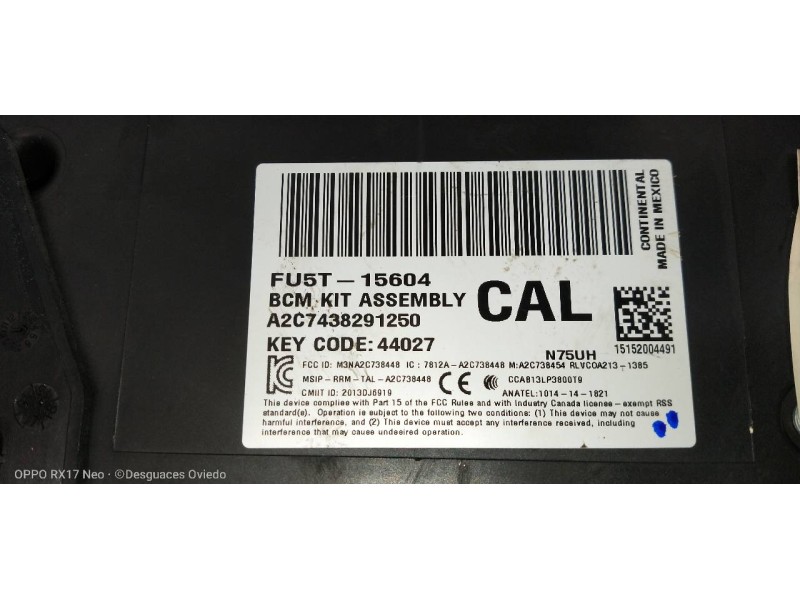 CONTINENTAL
MADE IN MEXICO
FU5T-15604
BCM KIT ASSEMBLY
CAL
A2C7438291250
KEY CODE: 44027
N75UH
15152004491
FCC ID: M3NA2C738448 IC: 7812A-A2C738448 M:A2C738454 RLVCOA213-1385
MSIP-RRM-1AL-A2C738448 CCAB13LP3800T9
CMIIT ID: 2013DJ6919 ANATEL:1014-14-1821
This device complies with Part 15 of the FCC Rules and with Industry Canada license-exempt RSS
standard(s). Operation is subject to the following two conditions: (1) This device may not cause
harmful interference, and (2) This device must accept any interference received, including
interference that may cause undesired operation.
OPPO RX17 Neo · ©Desguaces Oviedo